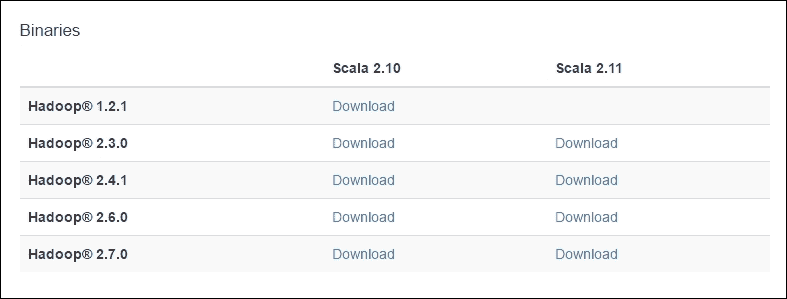 Binaries
Scala 2.10 Scala 2.11
Hadoop® 1.2.1 Download
Hadoop® 2.3.0 Download Download
Hadoop® 2.4.1 Download Download
Hadoop® 2.6.0 Download Download
Hadoop® 2.7.0 Download Download